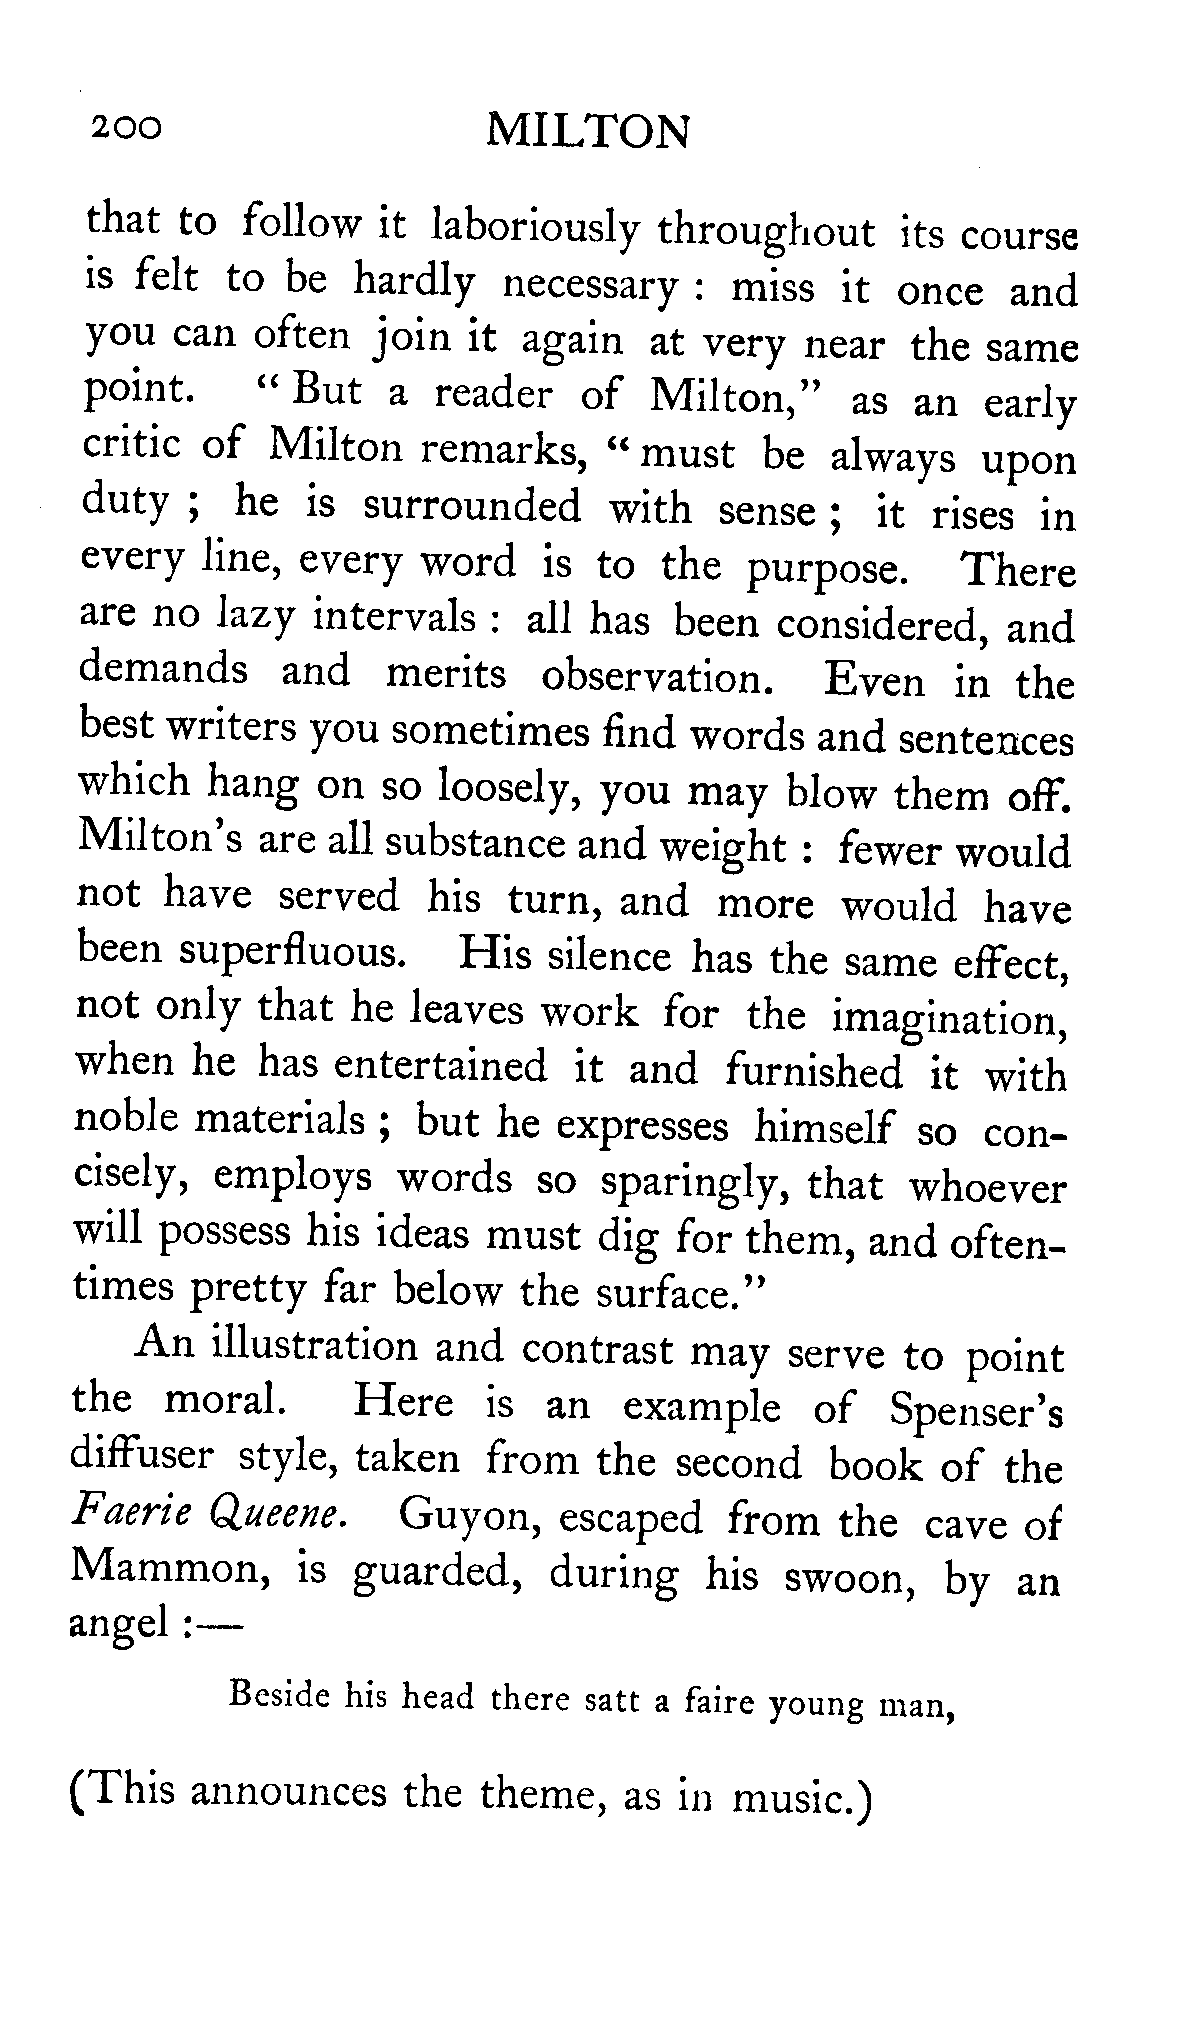 200 MILTON
that to follow it laboriously throughout its course
is felt to be hardly necessary : miss it once and
you can often join it again at very near the same
point. “ But a reader of Milton,” as an early
critic of Milton remarks, “ must be always upon
duty ; he is surrounded with sense ; it rises in
every line, every word is to the purpose. There
are no lazy intervals : all has been considered, and
demands and merits observation. Even in the
best writers you sometimes find words and sentences
which hang on so loosely, you may blow them off.
Milton’s are all substance and weight : fewer would
not have served his turn, and more would have
been superfluous. His silence has the same effect,
not only that he leaves work for the imagination,
when he has entertained it and furnished it with
noble materials ; but he expresses himself so con-
cisely, employs words so sparingly, that whoever
will possess his ideas must dig for them, and often-
times pretty far below the surface.”
An illustration and contrast may serve to point
the moral. Here is an example of Spenser’s
diffuser style, taken from the second book of the
Faerie Queene. Guyon, escaped from the cave of
Mammon, is guarded, during his swoon, by an
angel :—
Beside his head there satt a faire young man,
(This announces the theme, as in music.)